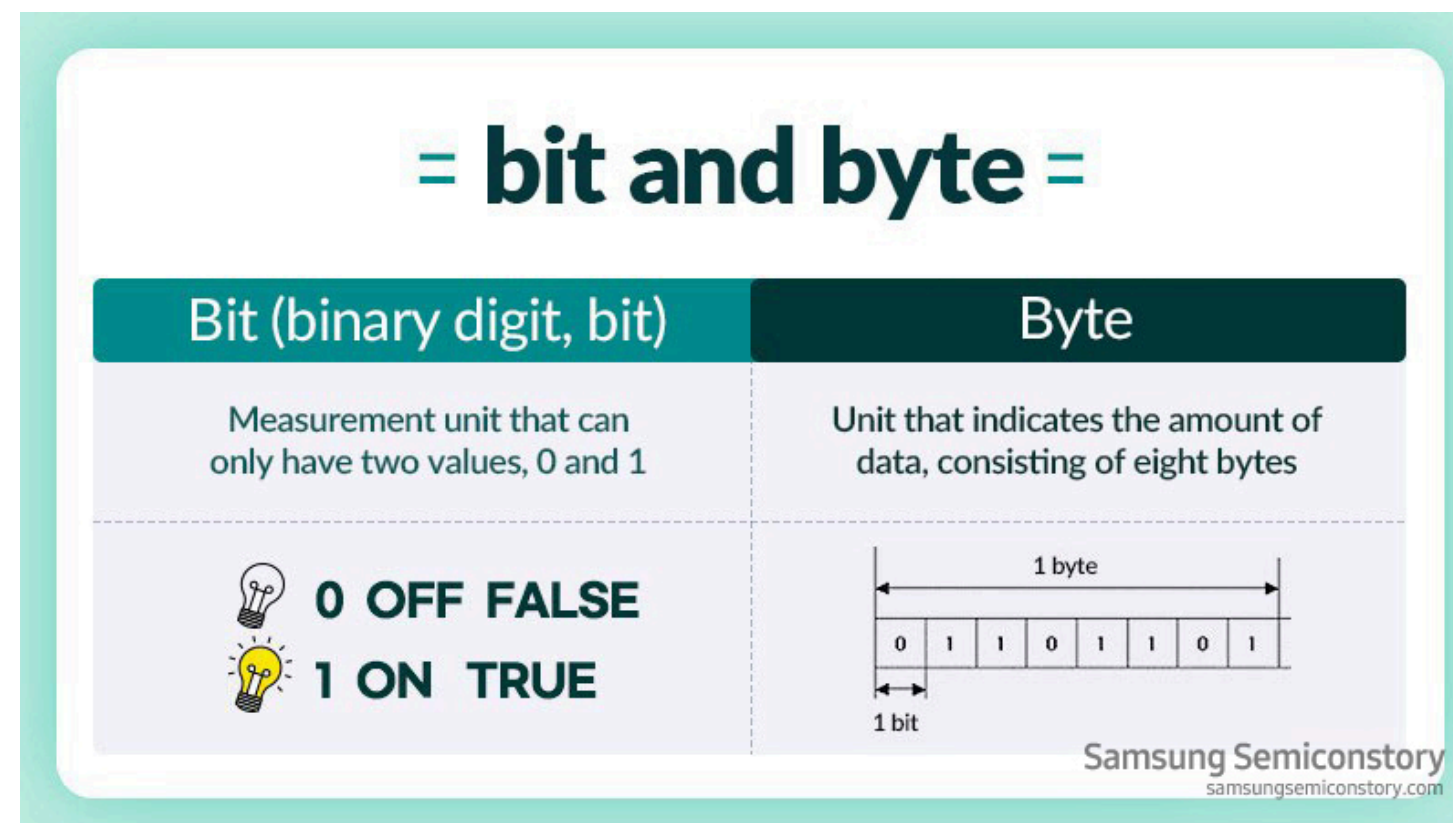 = bit and byte =
Bit (binary digit, bit)
Byte
Measurement unit that can
only have two values, 0 and 1
Unit that indicates the amount of
data, consisting of eight bytes
0 OFF FALSE
1 ON TRUE
1 byte
0 1 1 0 1 1 0 1
1 bit
Samsung Semiconstory
samsungsemiconstory.com